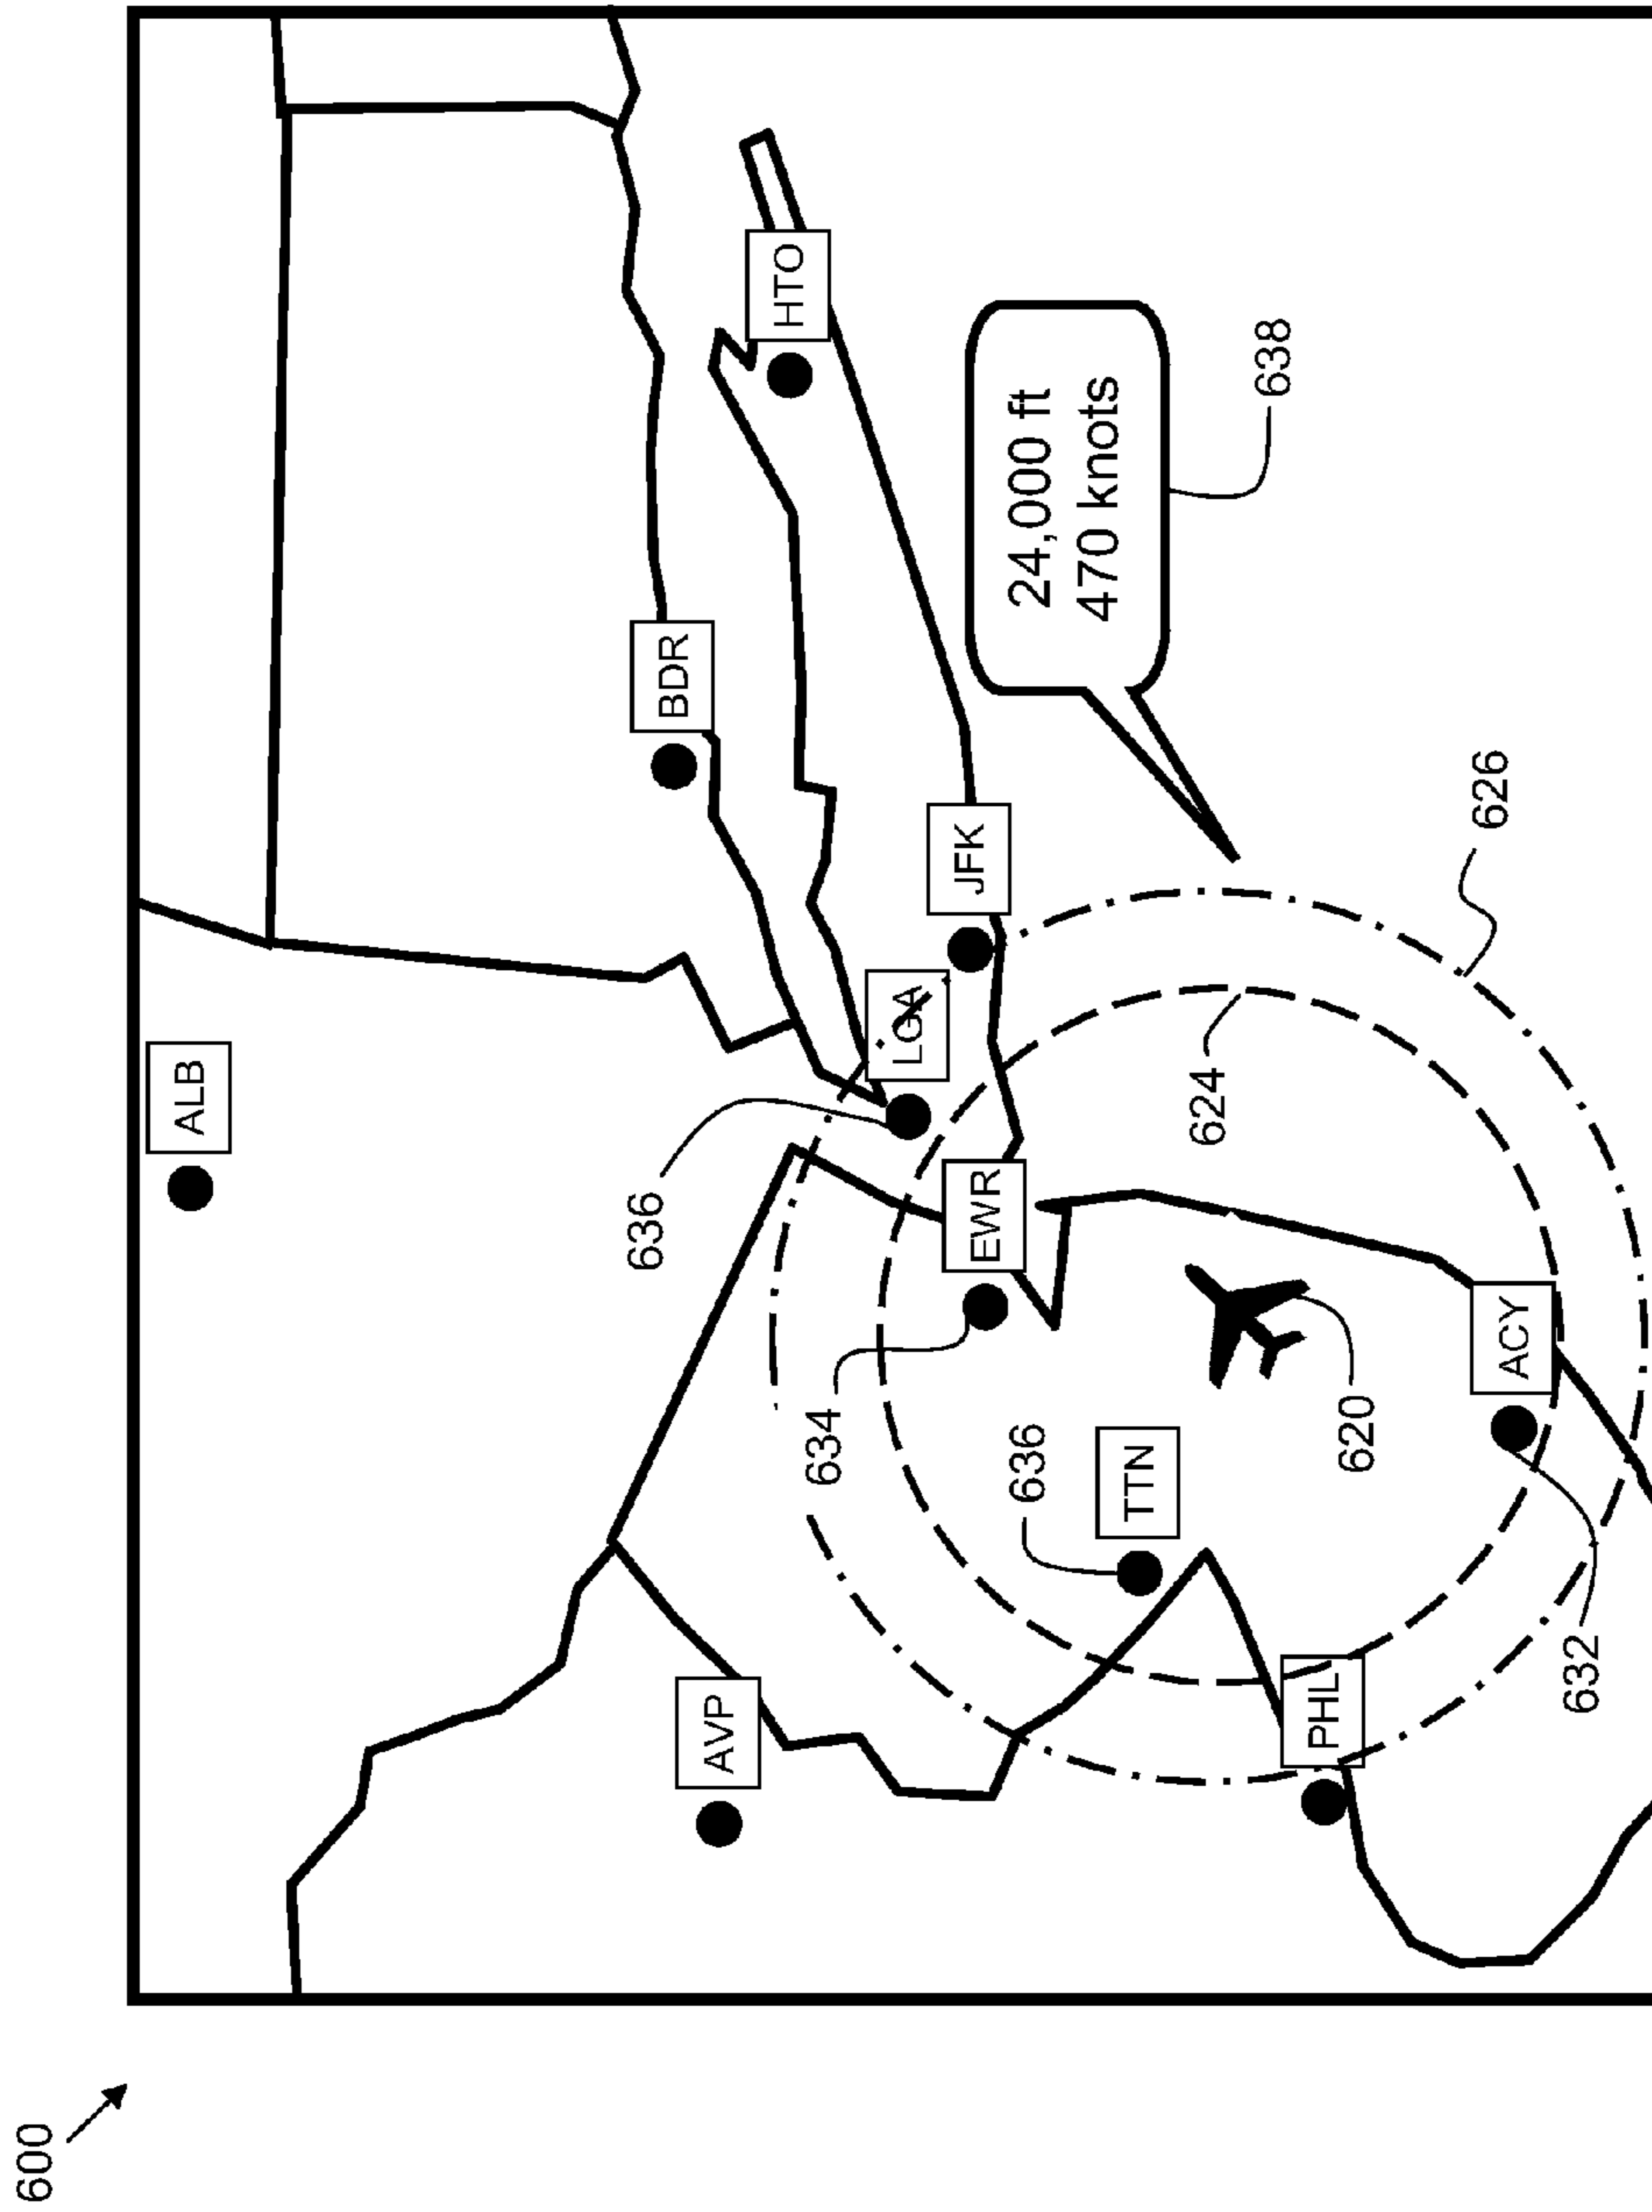 600
ALB
BDR
HTO
636
AVP
LGA
JFK
634
EWR
24,000 ft
470 knots
638
636
TTN
624
620
626
PHL
ACY
632